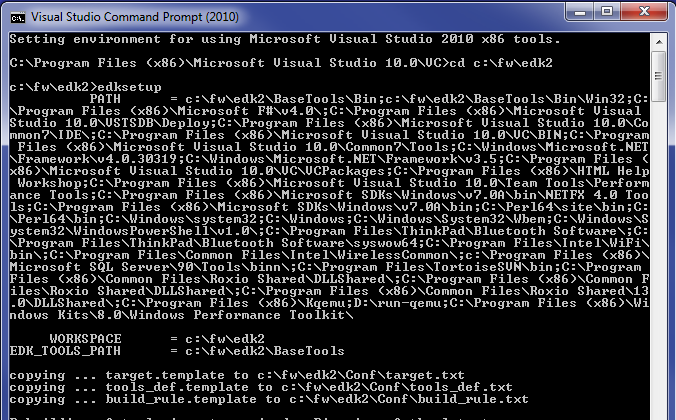 Visual Studio Command Prompt (2010)
Setting environment for using Microsoft Visual Studio 2010 x86 tools.
C:\Program Files (x86)\Microsoft Visual Studio 10.0\VC>cd c:\fw\edk2
c:\fw\edk2>edksetup
PATH = c:\fw\edk2\BaseTools\Bin;c:\fw\edk2\BaseTools\Bin\Win32;C:
\Program Files (x86)\Microsoft F#\v4.0\;C:\Program Files (x86)\Microsoft Visual
Studio 10.0\VSTSDB\Deploy;C:\Program Files (x86)\Microsoft Visual Studio 10.0\Co
mmon7\IDE\;C:\Program Files (x86)\Microsoft Visual Studio 10.0\VC\BIN;C:\Program
Files (x86)\Microsoft Visual Studio 10.0\Common7\Tools;C:\Windows\Microsoft.NET
\Framework\v4.0.30319;C:\Windows\Microsoft.NET\Framework\v3.5;C:\Program Files (
x86)\Microsoft Visual Studio 10.0\VC\VCPackages;C:\Program Files (x86)\HTML Help
Workshop;C:\Program Files (x86)\Microsoft Visual Studio 10.0\Team Tools\Perform
ance Tools;C:\Program Files (x86)\Microsoft SDKs\Windows\v7.0A\bin\NETFX 4.0 Too
ls;C:\Program Files (x86)\Microsoft SDKs\Windows\v7.0A\bin;C:\Perl64\site\bin;C:
\Perl64\bin;C:\Windows\system32;C:\Windows;C:\Windows\System32\Wbem;C:\Windows\S
ystem32\WindowsPowerShell\v1.0\;C:\Program Files\ThinkPad\Bluetooth Software\;C:
\Program Files\ThinkPad\Bluetooth Software\syswow64;C:\Program Files\Intel\WiFi\
bin\;C:\Program Files\Common Files\Intel\WirelessCommon\;c:\Program Files (x86)\
Microsoft SQL Server\90\Tools\binn\;C:\Program Files\TortoiseSVN\bin;C:\Program
Files (x86)\Common Files\Roxio Shared\DLLShared\;C:\Program Files (x86)\Common F
iles\Roxio Shared\DLLShared\;C:\Program Files (x86)\Common Files\Roxio Shared\13
.0\DLLShared\;C:\Program Files (x86)\Kqemu;D:\run-qemu;C:\Program Files (x86)\Wi
ndows Kits\8.0\Windows Performance Toolkit\
WORKSPACE = c:\fw\edk2
EDK_TOOLS_PATH = c:\fw\edk2\BaseTools
copying ... target.template to c:\fw\edk2\Conf\target.txt
copying ... tools_def.template to c:\fw\edk2\Conf\tools_def.txt
copying ... build_rule.template to c:\fw\edk2\Conf\build_rule.txt